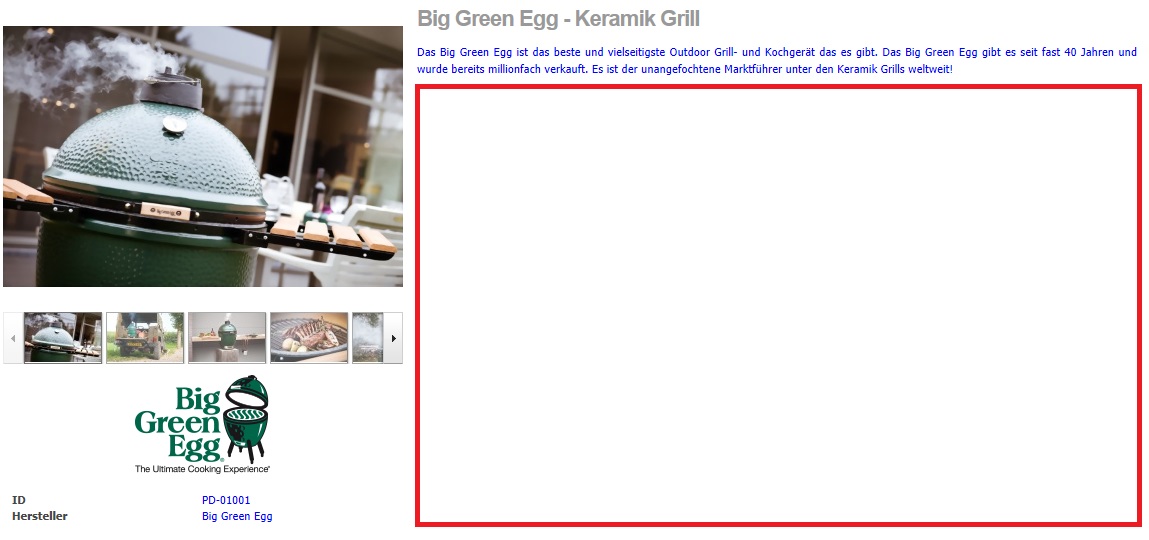 Big Green Egg - Keramik Grill
Das Big Green Egg ist das beste und vielseitigste Outdoor Grill- und Kochgerät das es gibt. Das Big Green Egg gibt es seit fast 40 Jahren und
wurde bereits millionfach verkauft. Es ist der unangefochtene Marktführer unter den Keramik Grills weltweit!
Big
Green
Egg
The Ultimate Cooking Experience®
ID PD-01001
Hersteller Big Green Egg